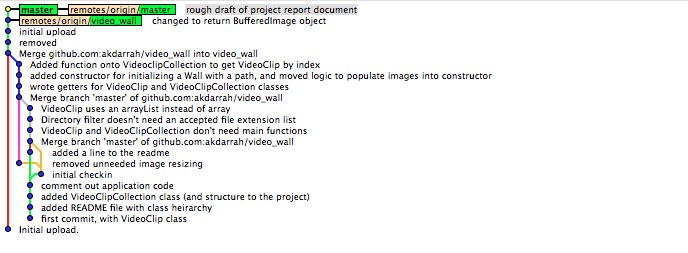 master remotes/origin/master rough draft of project report document
remotes/origin/video_wall changed to return BufferedImage object
initial upload
removed
Merge github.com:akdarrah/video_wall into video_wall
Added function onto VideoclipCollection to get VideoClip by index
added constructor for initializing a Wall with a path, and moved logic to populate images into constructor
wrote getters for VideoClip and VideoClipCollection classes
Merge branch 'master' of github.com:akdarrah/video_wall
VideoClip uses an arrayList instead of array
Directory filter doesn't need an accepted file extension list
VideoClip and VideoClipCollection don't need main functions
Merge branch 'master' of github.com:akdarrah/video_wall
added a line to the readme
removed unneeded image resizing
initial checkin
comment out application code
added VideoClipCollection class (and structure to the project)
added README file with class heirarchy
first commit, with VideoClip class
Initial upload.